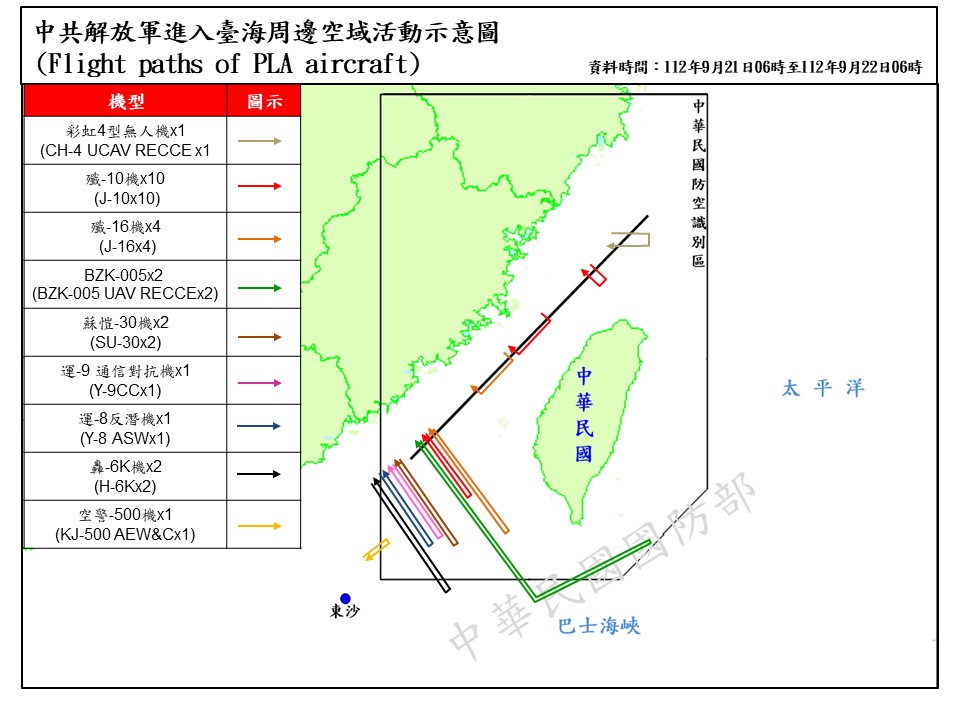 中共解放軍進入臺海周邊空域活動示意圖
(Flight paths of PLA aircraft)
資料時間：112年9月21日06時至112年9月22日06時
機型
圖示
彩虹4型無人機x1
(CH-4 UCAV RECCE x1
殲-10機x10
(J-10x10)
殲-16機x4
(J-16x4)
BZK-005x2
(BZK-005 UAV RECCEx2)
蘇愷-30機x2
(SU-30x2)
運-9 通信對抗機x1
(Y-9CCx1)
運-8反潛機x1
(Y-8 ASWx1)
轟-6K機x2
(H-6Kx2)
空警-500機x1
(KJ-500 AEW&Cx1)
中華民國防空識別區
中華民國
太平洋
東沙
巴士海峽
中華民國國防部